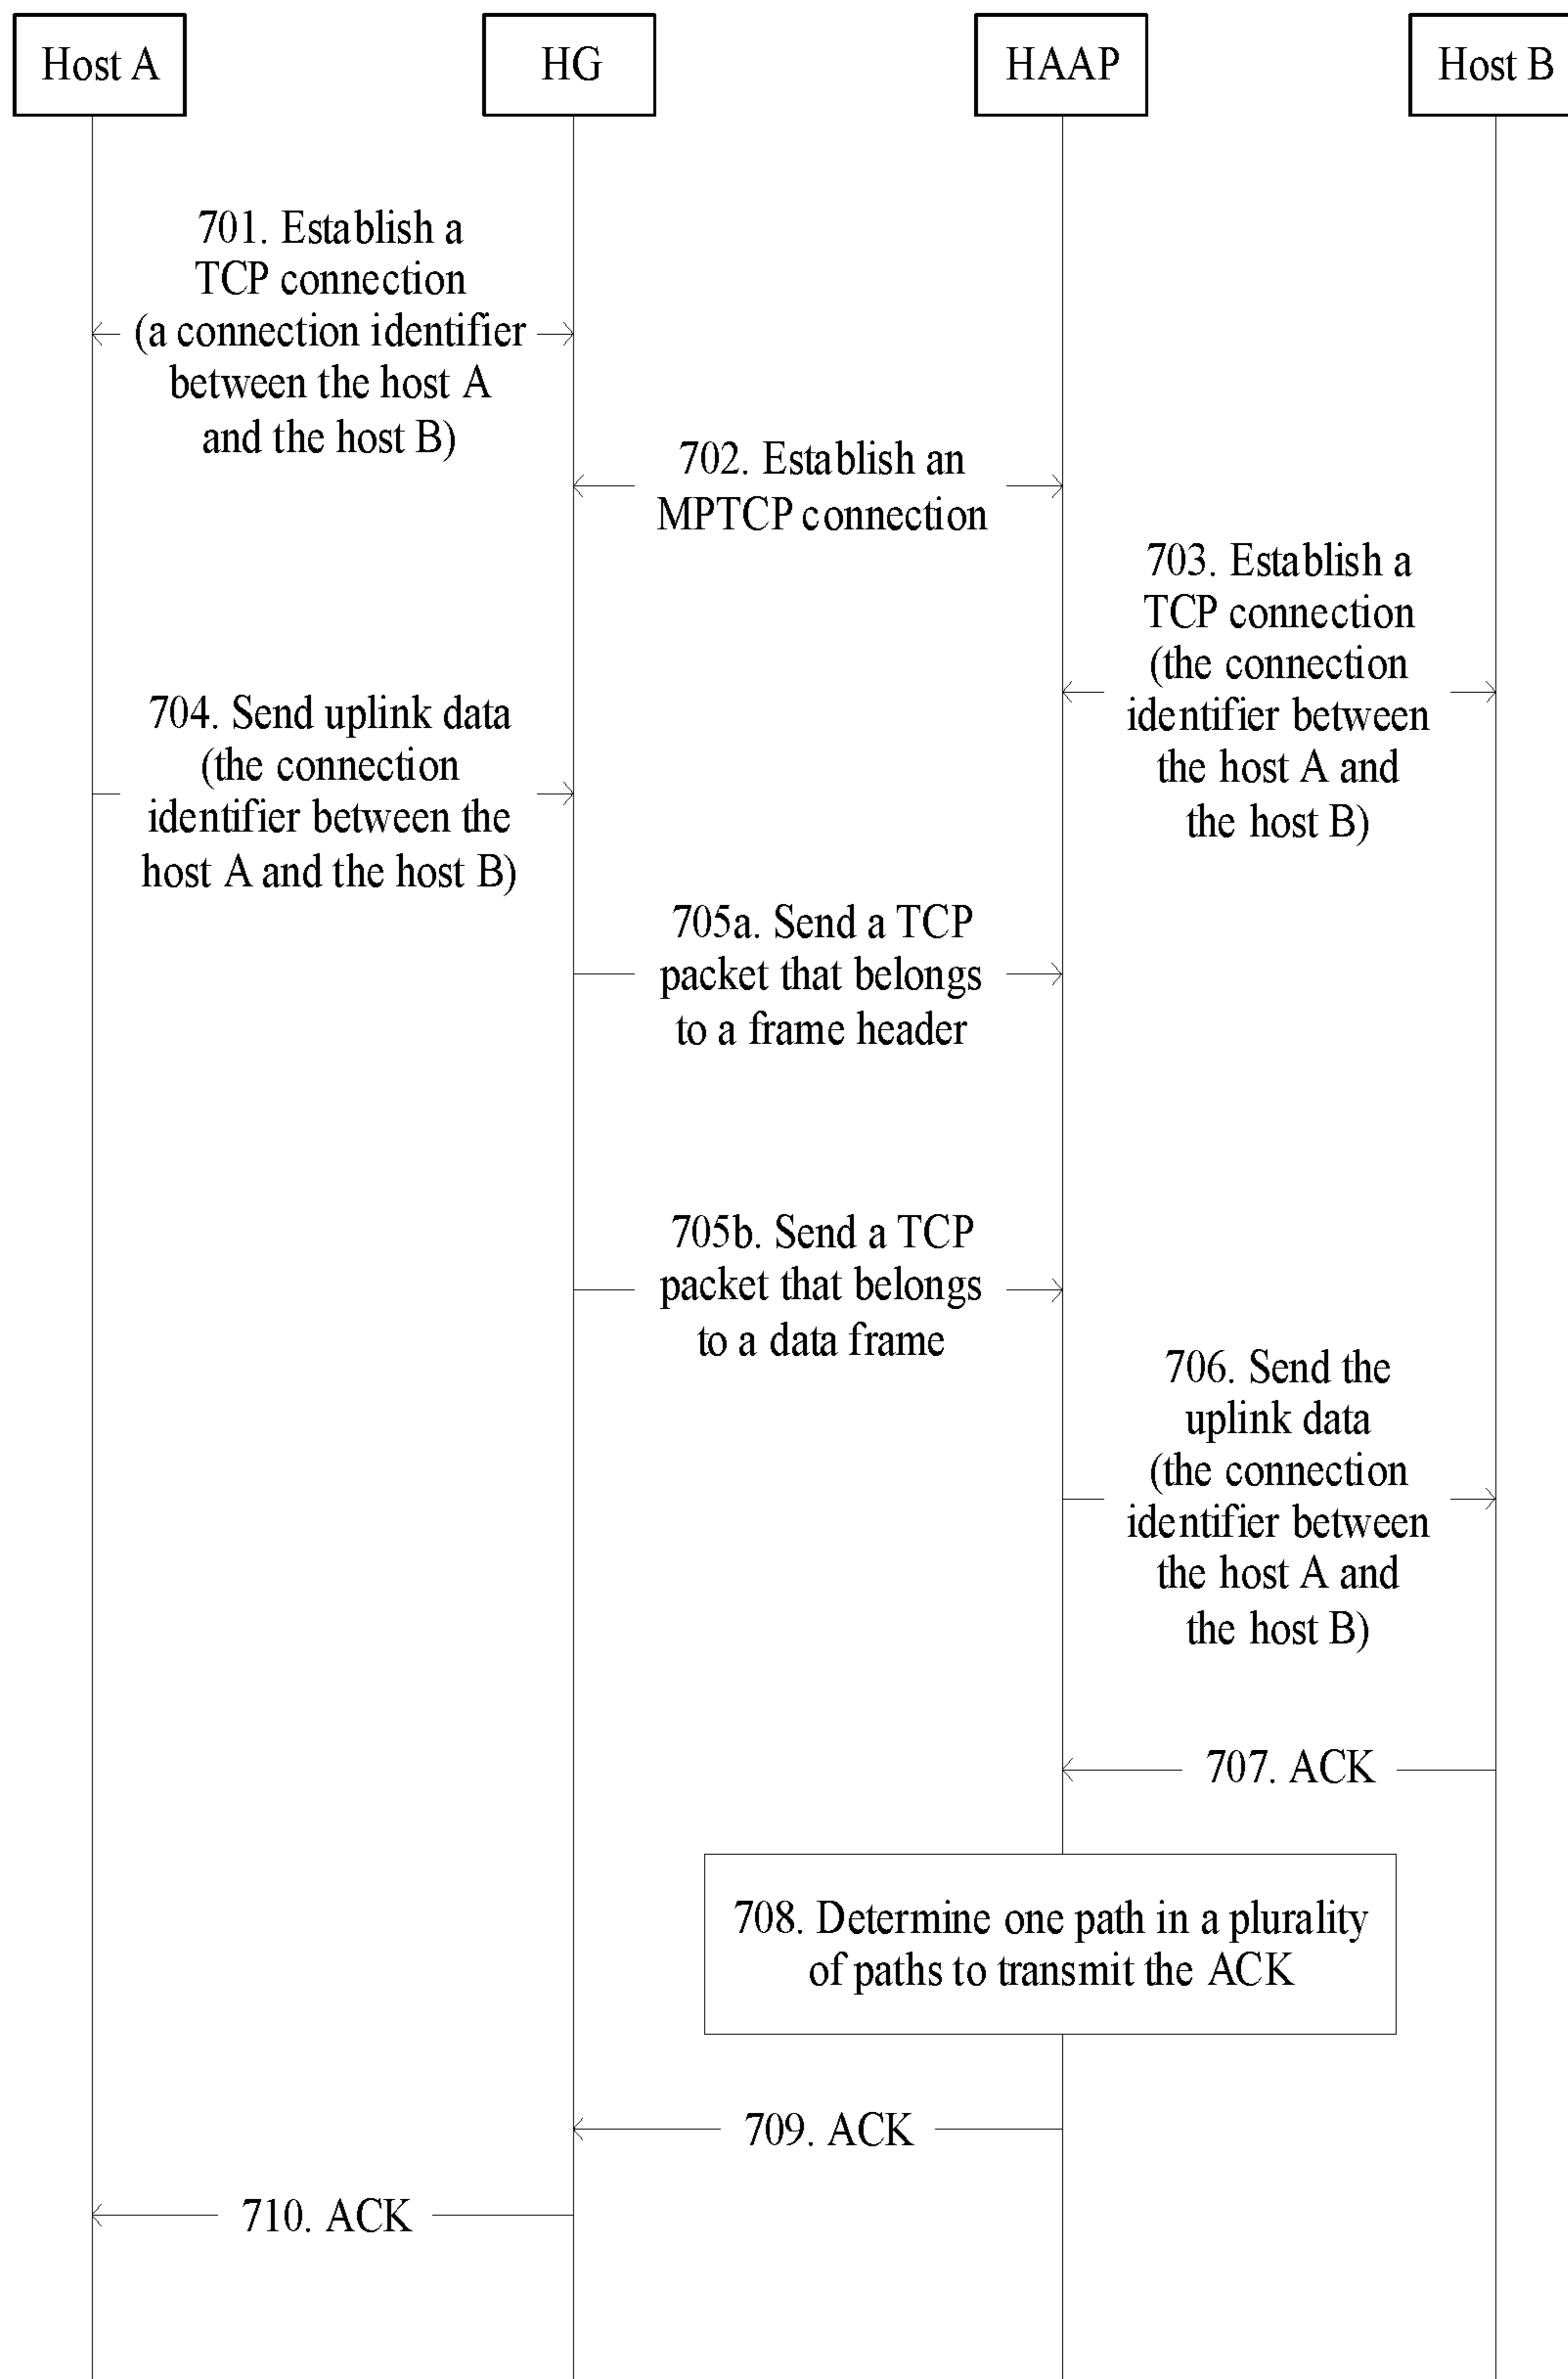 Host A
HG
HAAP
Host B
701. Establish a
TCP connection
(a connection identifier
between the host A
and the host B)
702. Establish an
MPTCP connection
703. Establish a
TCP connection
(the connection
identifier between
the host A and
the host B)
704. Send uplink data
(the connection
identifier between the
host A and the host B)
705a. Send a TCP
packet that belongs
to a frame header
705b. Send a TCP
packet that belongs
to a data frame
706. Send the
uplink data
(the connection
identifier between
the host A and
the host B)
707. ACK
708. Determine one path in a plurality
of paths to transmit the ACK
709. ACK
710. ACK